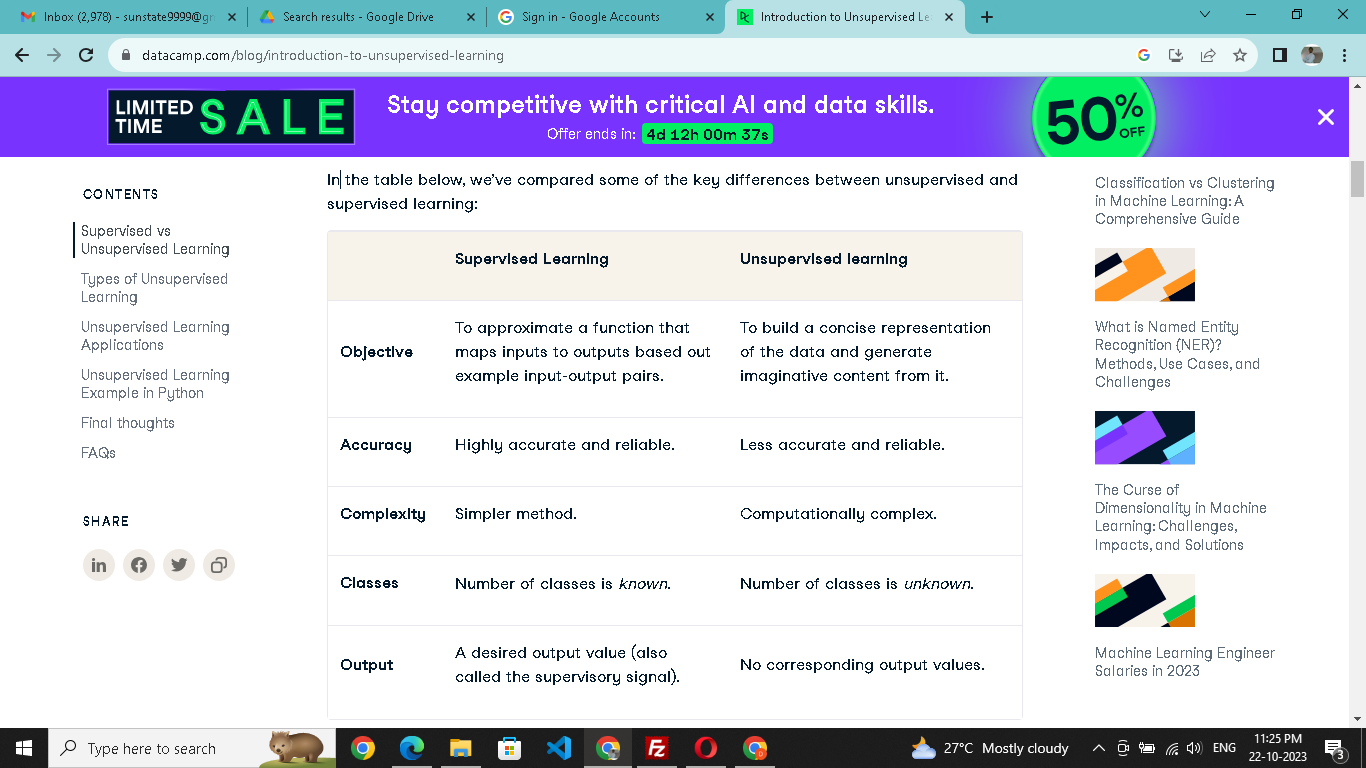 Inbox (2,978) - sunstate9999@gr
Search results - Google Drive
Sign in - Google Accounts
Introduction to Unsupervised Le
datacamp.com/blog/introduction-to-unsupervised-learning
LIMITED TIME SALE
Stay competitive with critical AI and data skills.
Offer ends in: 4d 12h 00m 37s
50% OFF
CONTENTS
Supervised vs
Unsupervised Learning
Types of Unsupervised
Learning
Unsupervised Learning
Applications
Unsupervised Learning
Example in Python
Final thoughts
FAQs
SHARE
In the table below, we've compared some of the key differences between unsupervised and
supervised learning:
Supervised Learning
Unsupervised learning
Objective
To approximate a function that
maps inputs to outputs based out
example input-output pairs.
To build a concise representation
of the data and generate
imaginative content from it.
Accuracy
Highly accurate and reliable.
Less accurate and reliable.
Complexity
Simpler method.
Computationally complex.
Classes
Number of classes is known.
Number of classes is unknown.
Output
A desired output value (also
called the supervisory signal).
No corresponding output values.
Classification vs Clustering
in Machine Learning: A
Comprehensive Guide
What is Named Entity
Recognition (NER)?
Methods, Use Cases, and
Challenges
The Curse of
Dimensionality in Machine
Learning: Challenges,
Impacts, and Solutions
Machine Learning Engineer
Salaries in 2023
Type here to search
27°C Mostly cloudy
ENG
11:25 PM
22-10-2023
3